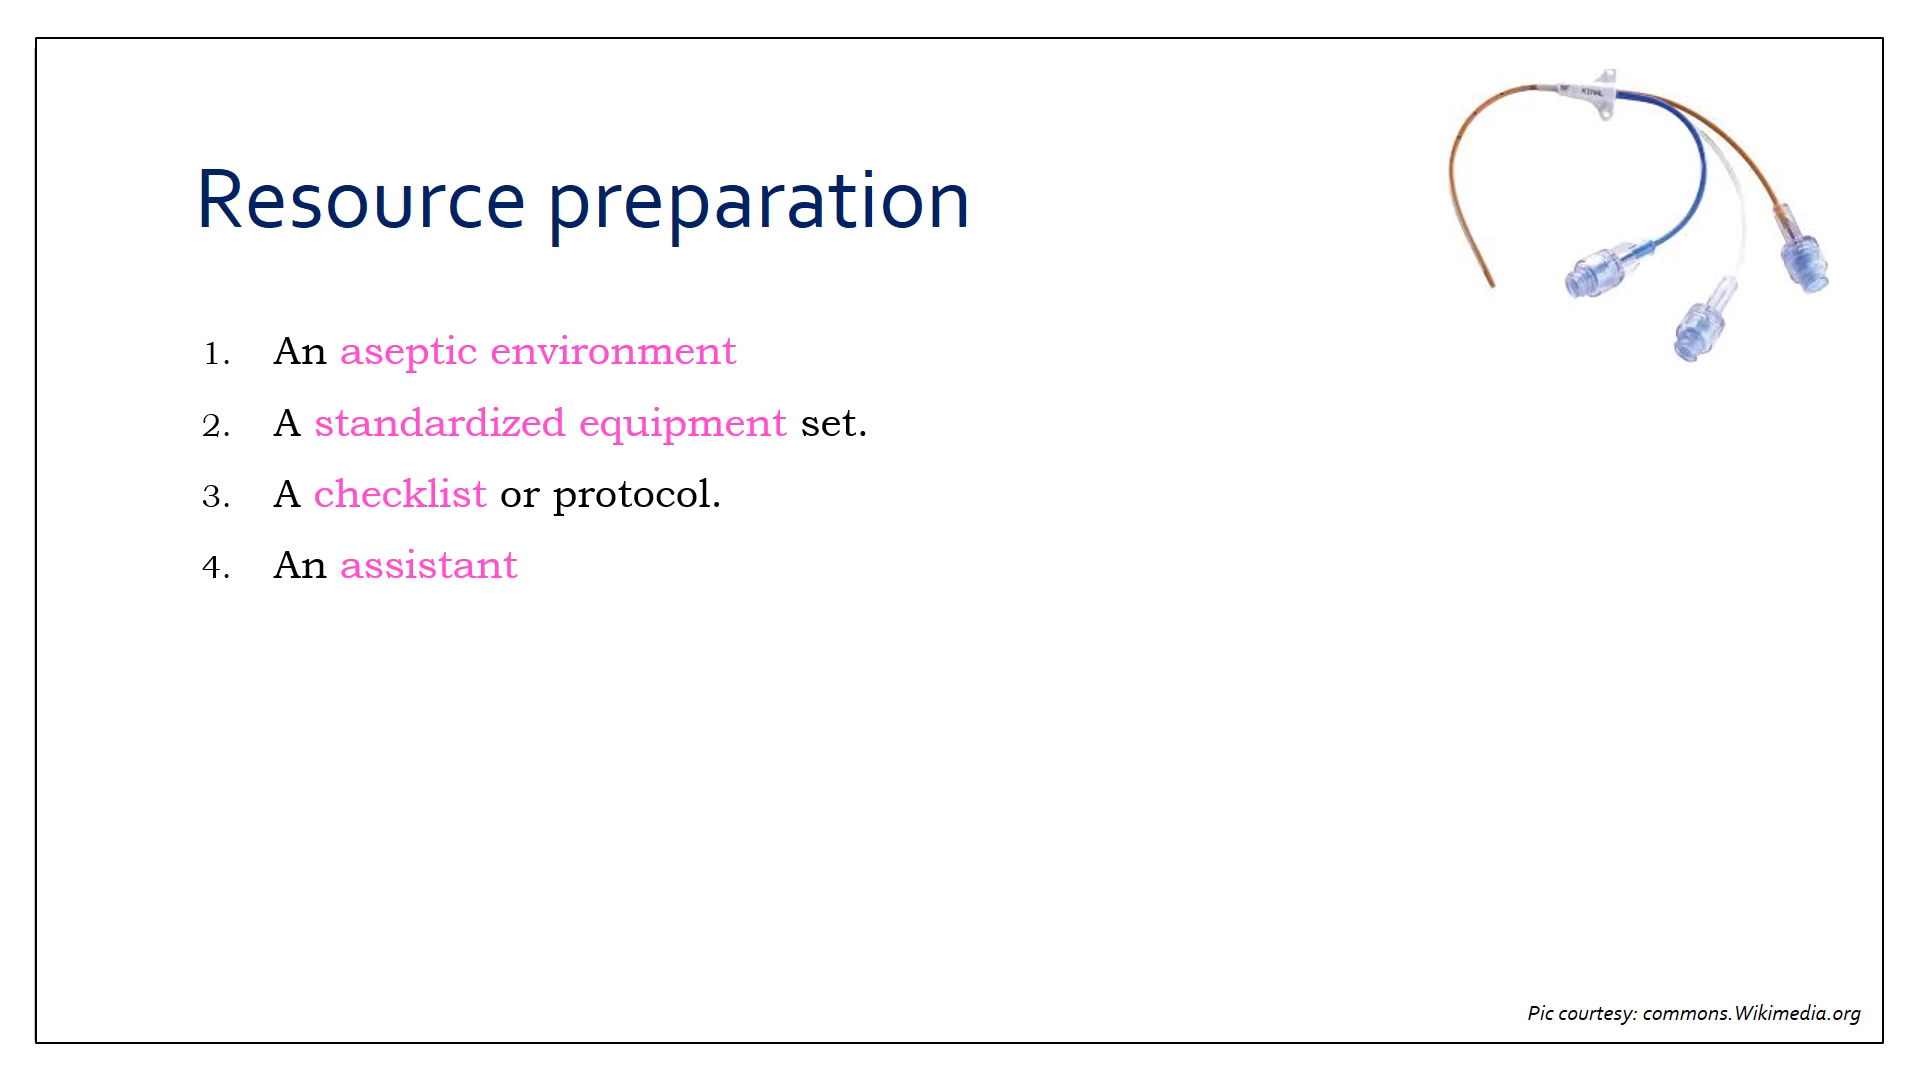 Resource preparation
1. An aseptic environment
2. A standardized equipment set.
3. A checklist or protocol.
4. An assistant
Pic courtesy: commons.Wikimedia.org